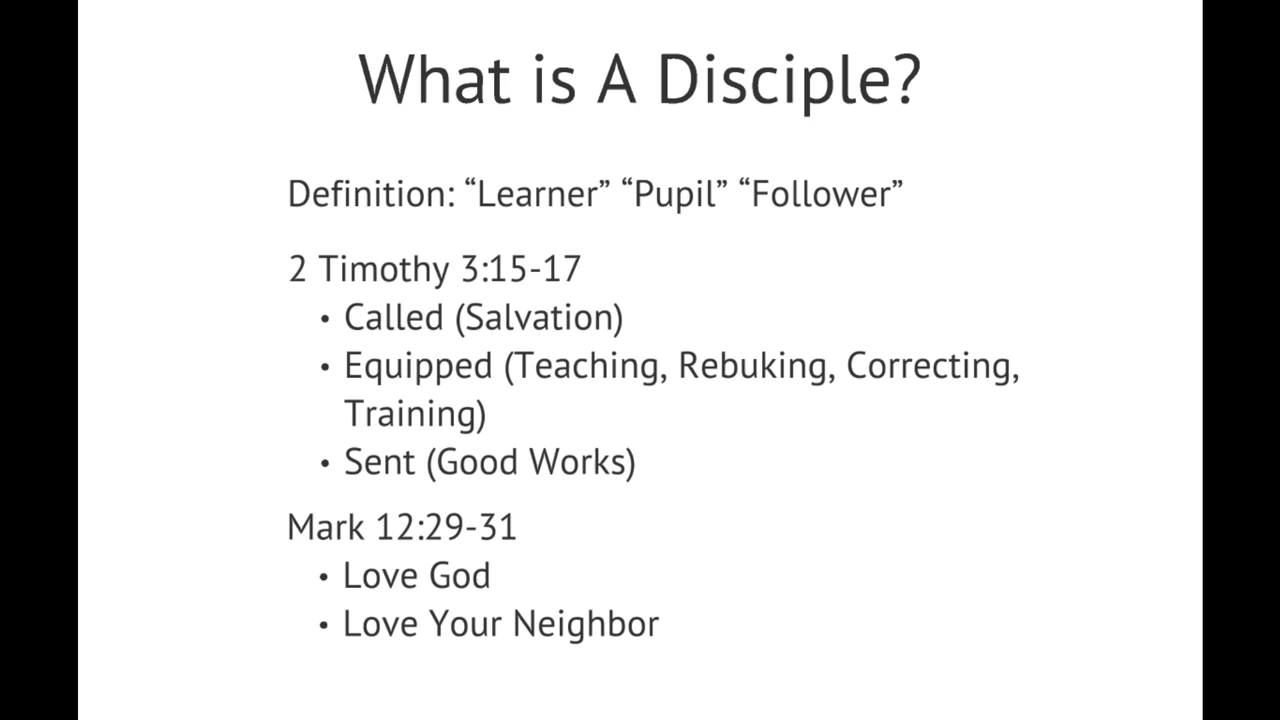 What is A Disciple?
Definition: “Learner” “Pupil” “Follower”
2 Timothy 3:15-17
• Called (Salvation)
• Equipped (Teaching, Rebuking, Correcting,
Training)
• Sent (Good Works)
Mark 12:29-31
• Love God
• Love Your Neighbor